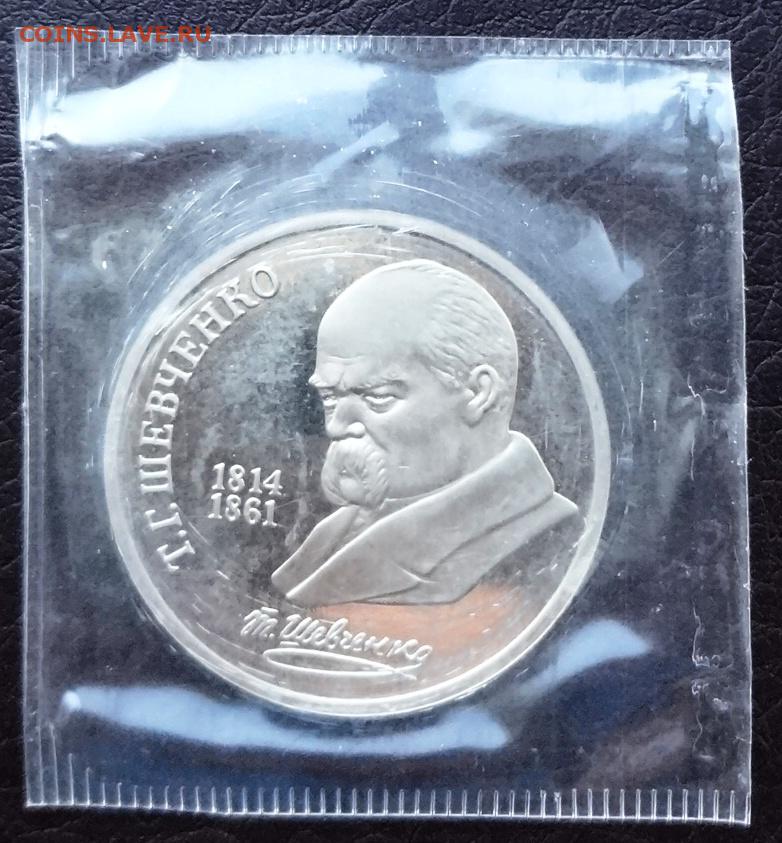 COINS.LAVE.RU
Т.Г. ШЕВЧЕНКО
1814
1861
Т. Шевченко